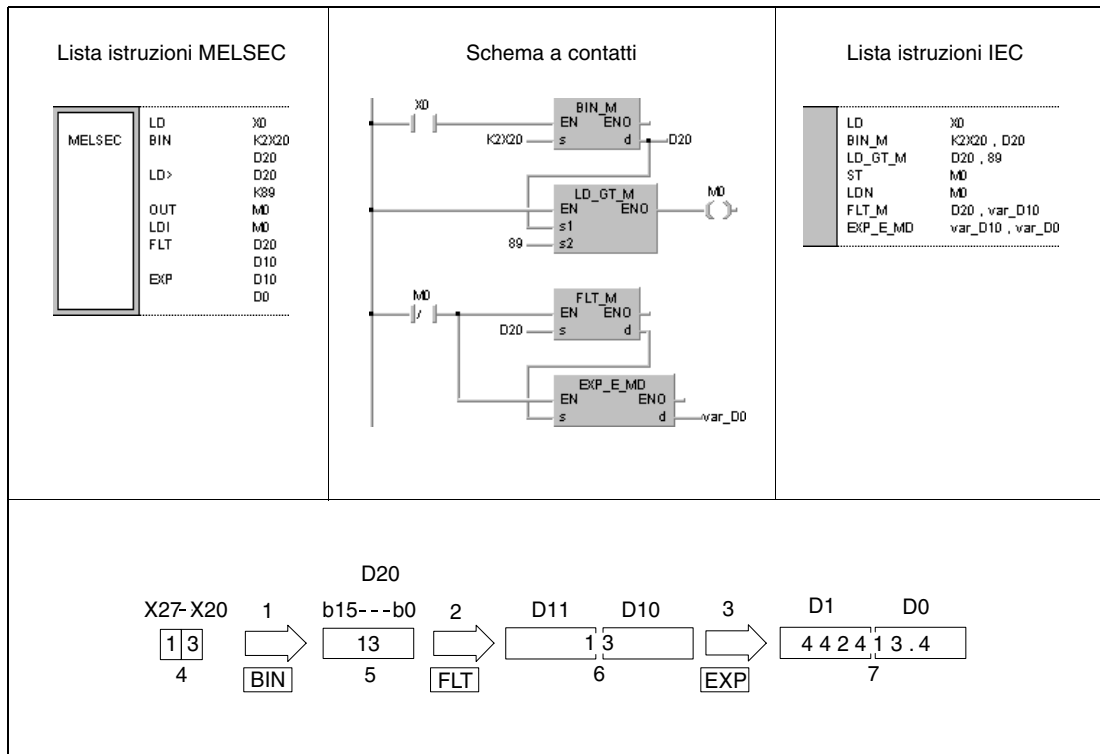 Lista istruzioni MELSEC
MELSEC
LD X0
BIN K2X20
D20
LD> D20
K89
OUT M0
LDI M0
FLT D20
D10
EXP D10
D0
Schema a contatti
X0
BIN_M
EN ENO
K2X20 s d D20
LD_GT_M
M0
EN ENO
s1
89 s2
M0
FLT_M
EN ENO
D20 s d
EXP_E_MD
EN ENO
s d var_D0
Lista istruzioni IEC
LD X0
BIN_M K2X20 , D20
LD_GT_M D20 , 89
ST M0
LDN M0
FLT_M D20 , var_D10
EXP_E_MD var_D10 , var_D0
D20
X27-X20 1 b15---b0 2 D11 D10 3 D1 D0
1 3 13 1 3 4 4 2 4 1 3 . 4
4 BIN 5 FLT 6 EXP 7